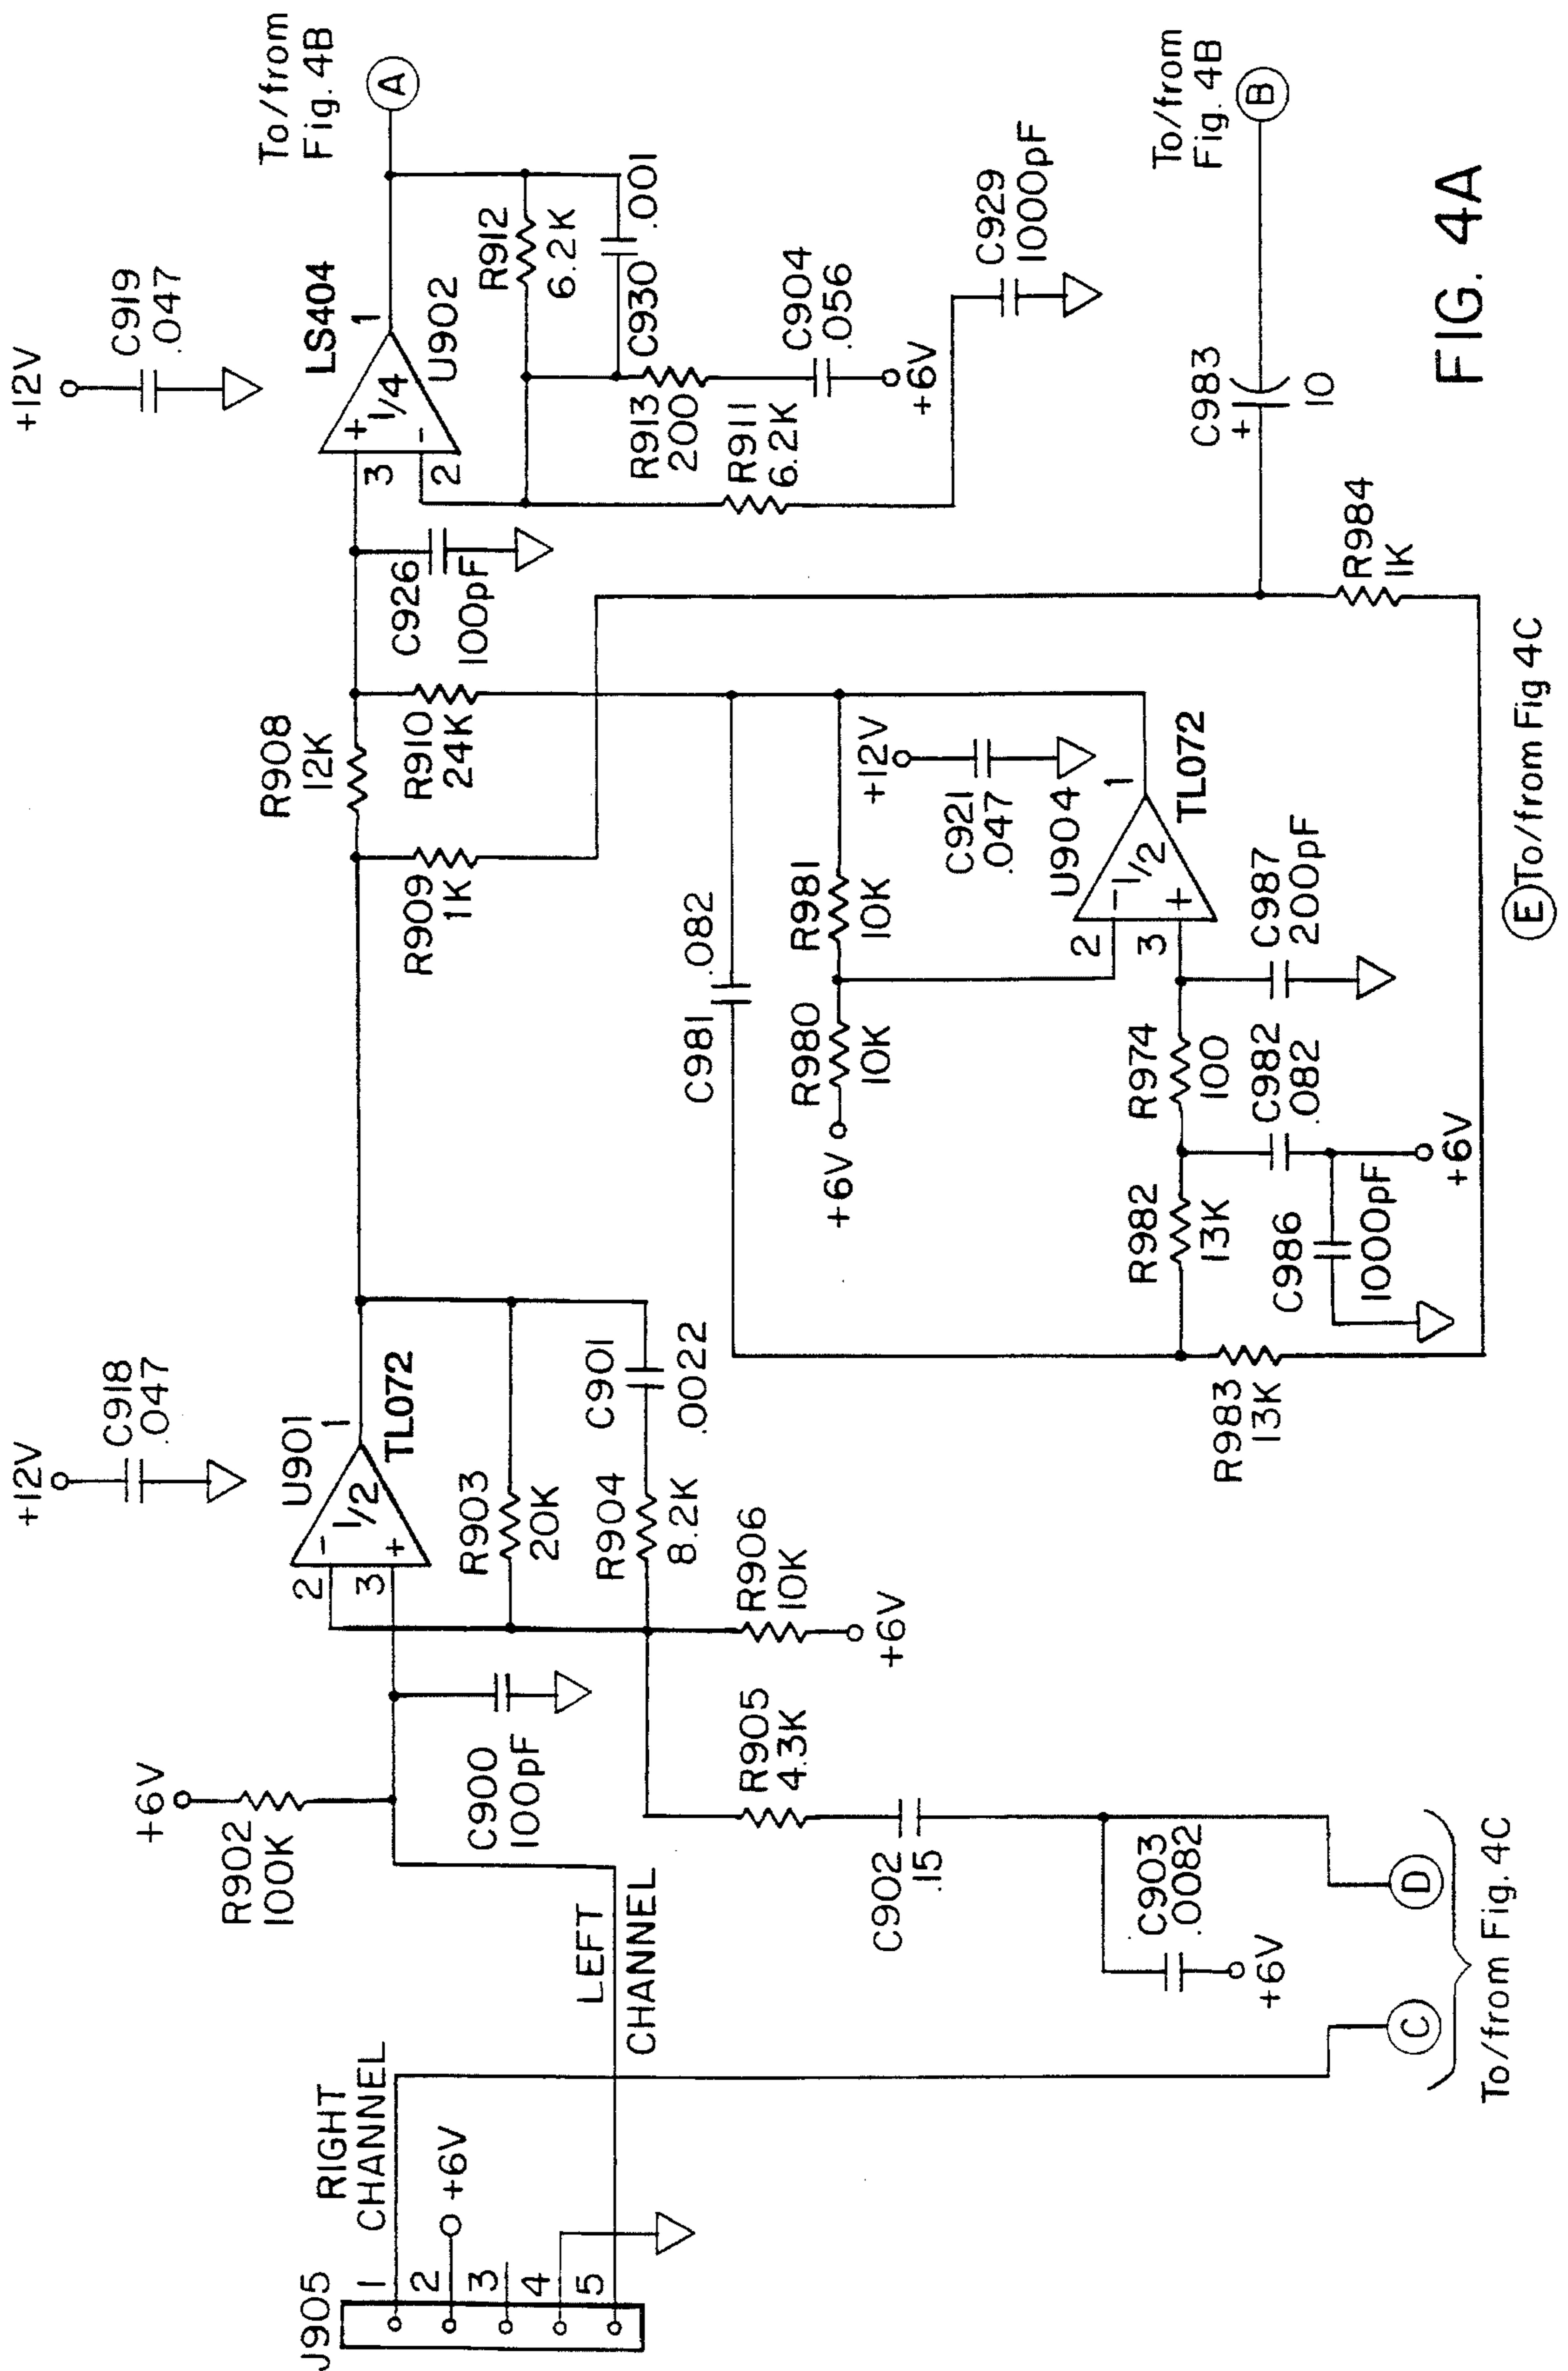 +12V
C919
.047
LS404
1
+
1/4
-
3
2
U902
To/from
Fig. 4B
A
R912
6.2K
C930
.001
R913
200
C904
.056
+6V
R911
6.2K
C929
1000pF
C926
100pF
R908
12K
R910
24K
R909
1K
+12V
C918
.047
U901
1
TL072
-
1/2
+
2
3
R903
20K
R904
8.2K
C901
.0022
R906
10K
+6V
+6V
R902
100K
C900
100pF
R905
4.3K
C902
.15
C903
.0082
+6V
LEFT
CHANNEL
RIGHT
CHANNEL
J905
1
2
3
4
5
+6V
C
D
To/from Fig. 4C
C981
.082
R980
10K
R981
10K
+6V
+12V
C921
.047
U904
1
TL072
-
1/2
+
2
3
C987
200pF
R974
100
C982
.082
R982
13K
C986
1000pF
+6V
R983
13K
R984
1K
C983
+
10
To/from
Fig. 4B
B
E
To/from Fig 4C
FIG. 4A